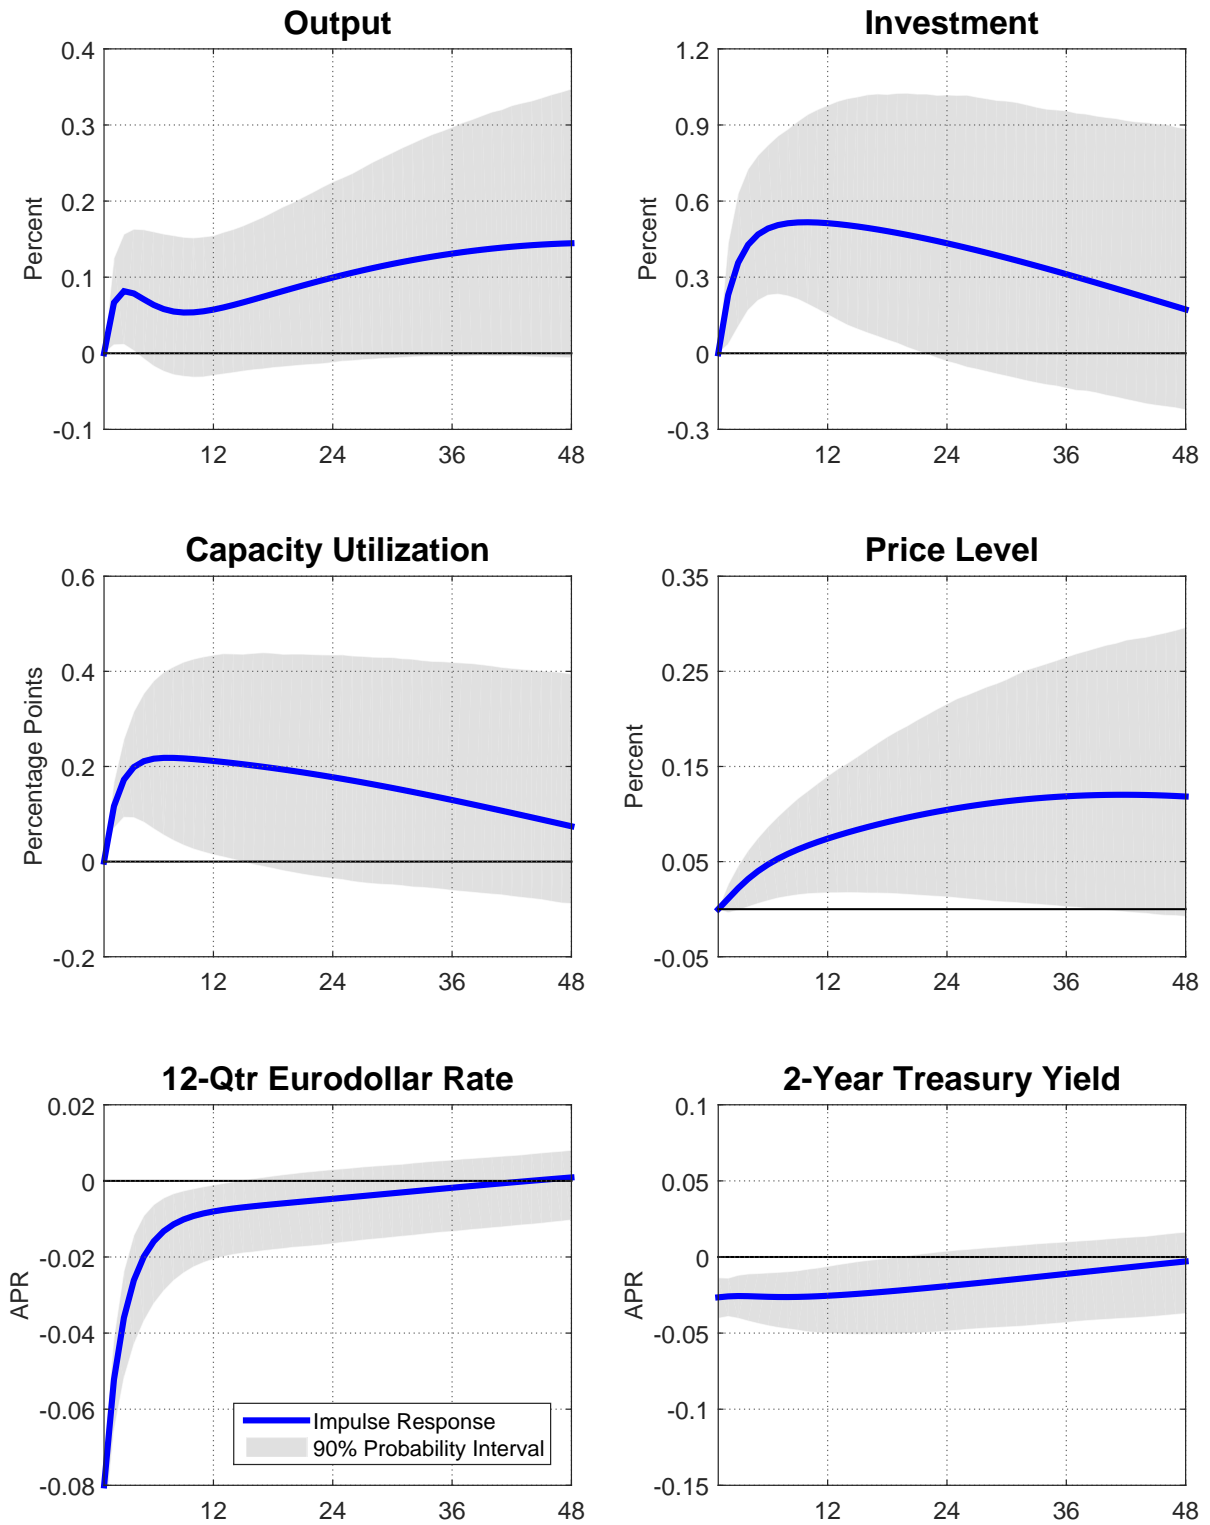 Output
Percent
0.4
0.3
0.2
0.1
0
-0.1
12 24 36 48
Investment
Percent
1.2
0.9
0.6
0.3
0
-0.3
12 24 36 48
Capacity Utilization
Percentage Points
0.6
0.4
0.2
0
-0.2
12 24 36 48
Price Level
Percent
0.35
0.25
0.15
0.05
-0.05
12 24 36 48
12-Qtr Eurodollar Rate
APR
0.02
0
-0.02
-0.04
-0.06
-0.08
12 24 36 48
Impulse Response
90% Probability Interval
2-Year Treasury Yield
APR
0.1
0.05
0
-0.05
-0.1
-0.15
12 24 36 48